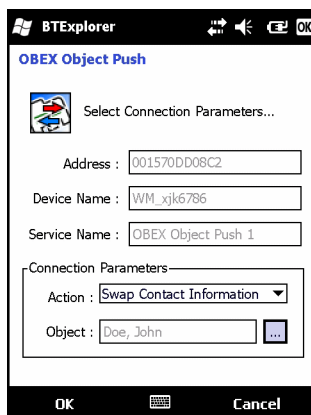 BTExplorer OK
OBEX Object Push
Select Connection Parameters...
Address : 001570DD08C2
Device Name : WM_xjk6786
Service Name : OBEX Object Push 1
Connection Parameters
Action : Swap Contact Information
Object : Doe, John ...
OK Cancel